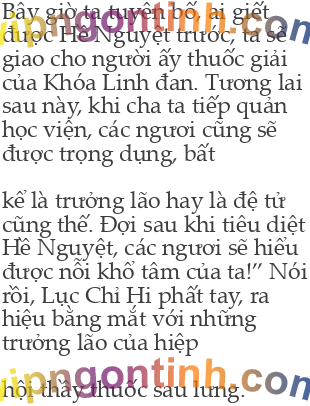 Bây giờ ta tuyên bố, ai giết
được Hề Nguyệt trước, ta sẽ
giao cho người ấy thuốc giải
của Khóa Linh đan. Tương lai
sau này, khi cha ta tiếp quản
học viện, các ngươi cũng sẽ
được trọng dụng, bất
kể là trưởng lão hay là đệ tử
cũng thế. Đợi sau khi tiêu diệt
Hề Nguyệt, các ngươi sẽ hiểu
được nỗi khổ tâm của ta!” Nói
rồi, Lục Chỉ Hi phất tay, ra
hiệu bằng mắt với những
trưởng lão của hiệp
hội thầy thuốc sau lưng.
vipngontinh.com
vipngontinh.com